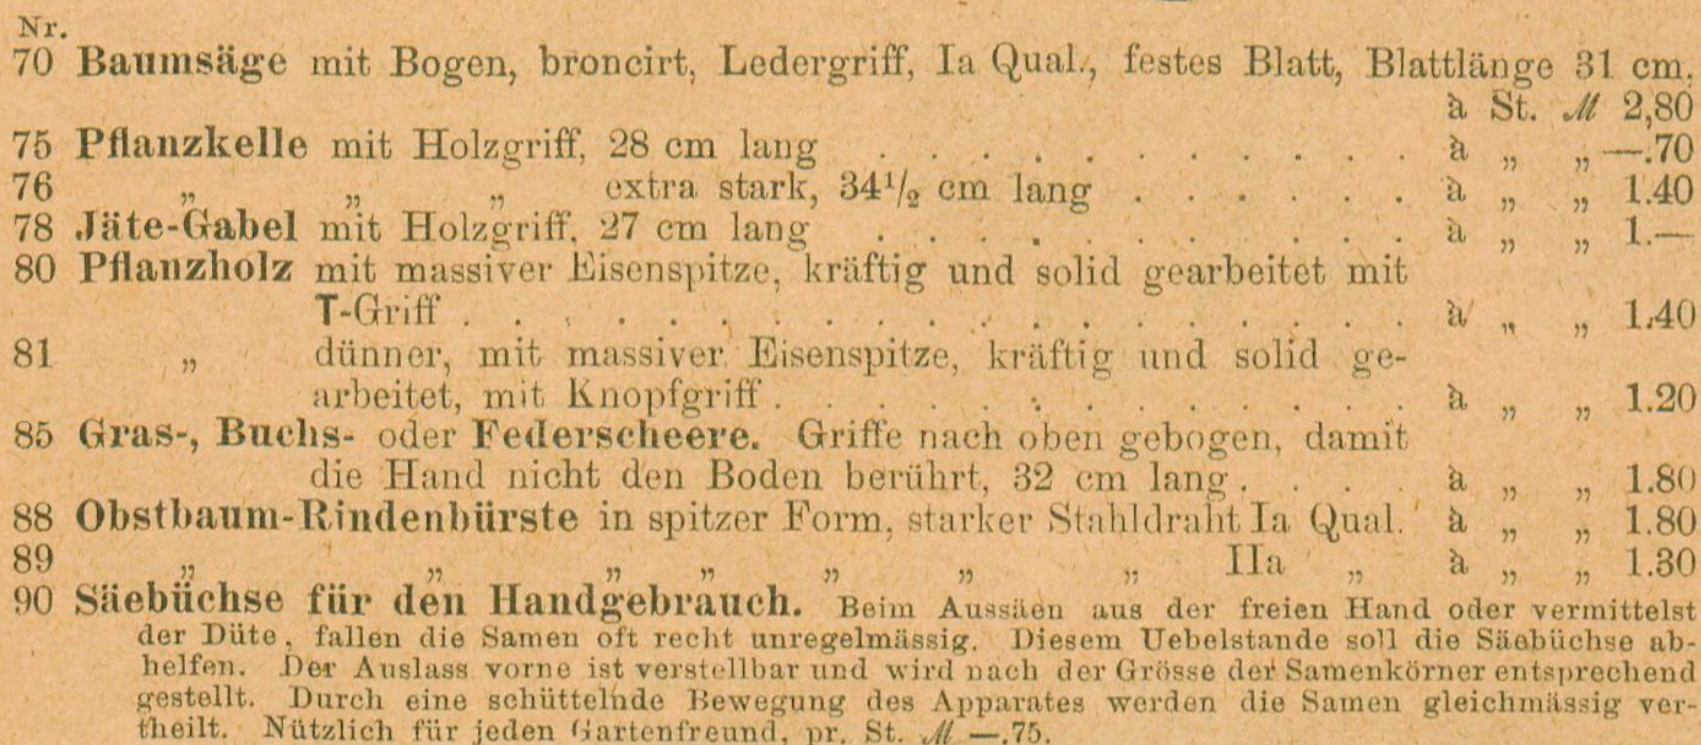 Nr.
70 Baumsäge mit Bogen, broncirt, Ledergriff, Ia Qual., festes Blatt, Blattlänge 31 cm.
à St. ℳ 2,80
75 Pflanzkelle mit Holzgriff, 28 cm lang . . . . . . . . . . . à „ „ —.70
76 „ „ „ extra stark, 34½ cm lang . . . . . . à „ „ 1.40
78 Jäte-Gabel mit Holzgriff, 27 cm lang . . . . . . . . . . . à „ „ 1.—
80 Pflanzholz mit massiver Eisenspitze, kräftig und solid gearbeitet mit
T-Griff . . . . . . . . . . . . . . . . . . . à „ „ 1.40
81 „ dünner, mit massiver Eisenspitze, kräftig und solid ge-
arbeitet, mit Knopfgriff . . . . . . . . . . . . . à „ „ 1.20
85 Gras-, Buchs- oder Federscheere. Griffe nach oben gebogen, damit
die Hand nicht den Boden berührt, 32 cm lang . . . . à „ „ 1.80
88 Obstbaum-Rindenbürste in spitzer Form, starker Stahldraht Ia Qual. à „ „ 1.80
89 „ „ „ „ „ „ „ IIa „ à „ „ 1.30
90 Säebüchse für den Handgebrauch. Beim Aussäen aus der freien Hand oder vermittelst
der Düte, fallen die Samen oft recht unregelmässig. Diesem Uebelstande soll die Säebüchse ab-
helfen. Der Auslass vorne ist verstellbar und wird nach der Grösse der Samenkörner entsprechend
gestellt. Durch eine schüttelnde Bewegung des Apparates werden die Samen gleichmässig ver-
theilt. Nützlich für jeden Gartenfreund, pr. St. ℳ —.75.